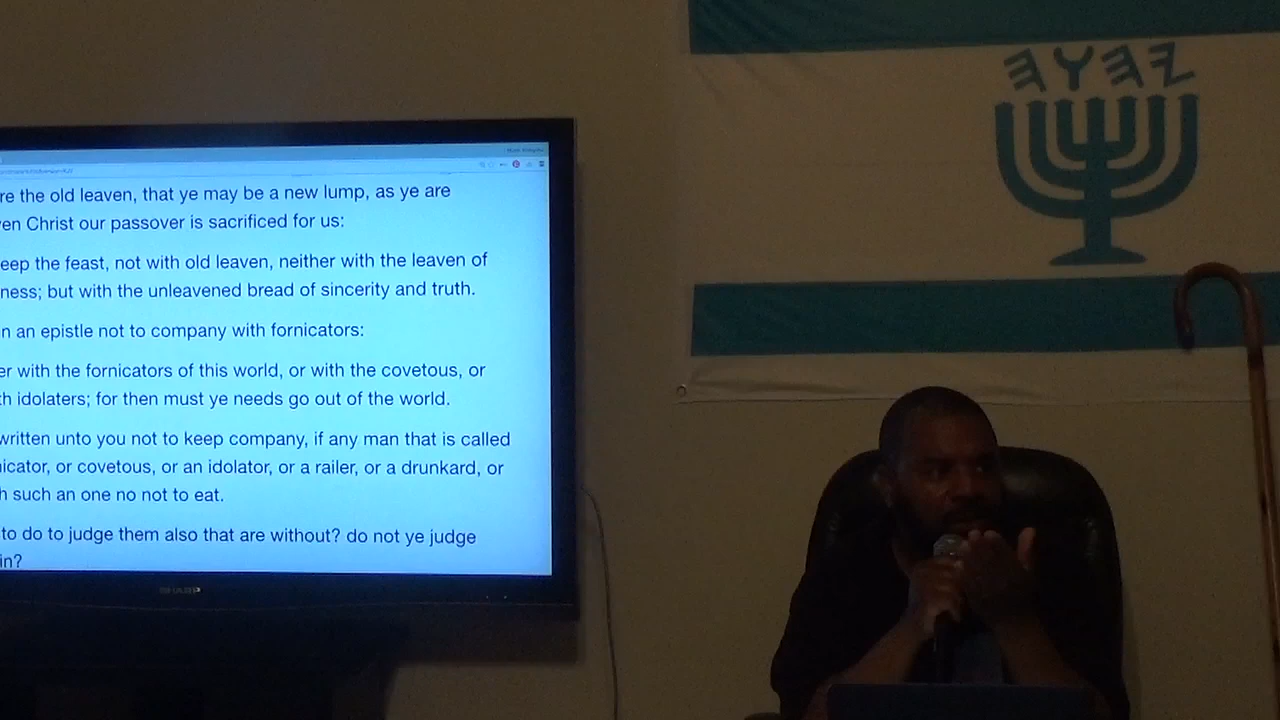 re the old leaven, that ye may be a new lump, as ye are
en Christ our passover is sacrificed for us:
eep the feast, not with old leaven, neither with the leaven of
ness; but with the unleavened bread of sincerity and truth.
n an epistle not to company with fornicators:
er with the fornicators of this world, or with the covetous, or
h idolaters; for then must ye needs go out of the world.
written unto you not to keep company, if any man that is called
icator, or covetous, or an idolator, or a railer, or a drunkard, or
h such an one no not to eat.
to do to judge them also that are without? do not ye judge
in?
SHARP
𐤉𐤄𐤅𐤄